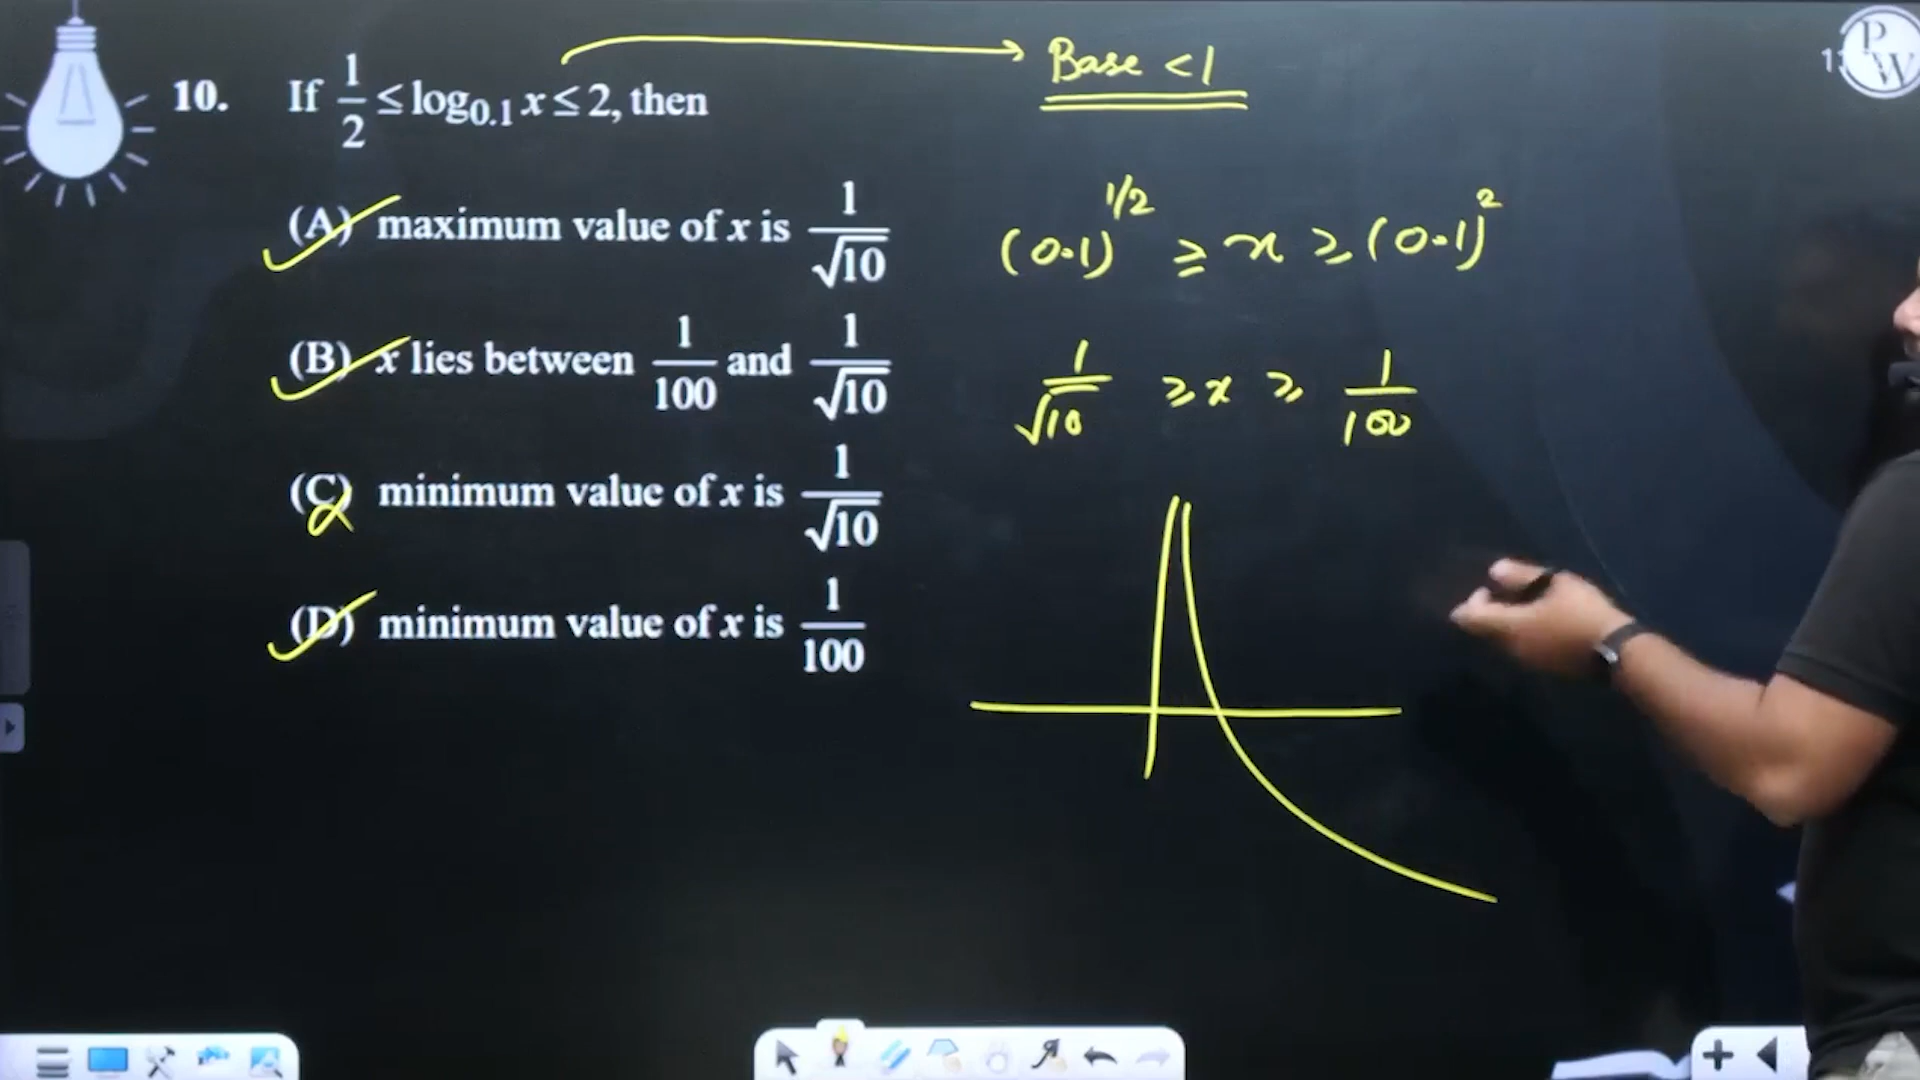 10. If 1/2 ≤ log₀.₁ x ≤ 2, then
Base < 1
PW
(A) maximum value of x is 1/√10
(0.1)^1/2 ≥ x ≥ (0.1)^2
(B) x lies between 1/100 and 1/√10
1/√10 ≥ x ≥ 1/100
(C) minimum value of x is 1/√10
(D) minimum value of x is 1/100